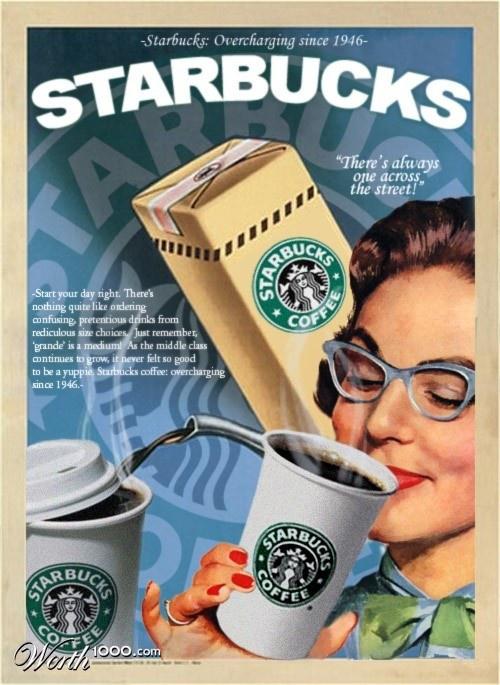 -Starbucks: Overcharging since 1946-
STARBUCKS
"There's always
one across
the street!"
STARBUCKS
COFFEE
-Start your day right. There's
nothing quite like ordering
confusing, pretentious drinks from
rediculous size choices. Just remember,
'grande' is a medium! As the middle class
continues to grow, it never felt so good
to be a yuppie. Starbucks coffee: overcharging
since 1946.-
STARBUCKS
COFFEE
STARBUCKS
COFFEE
Worth1000.com